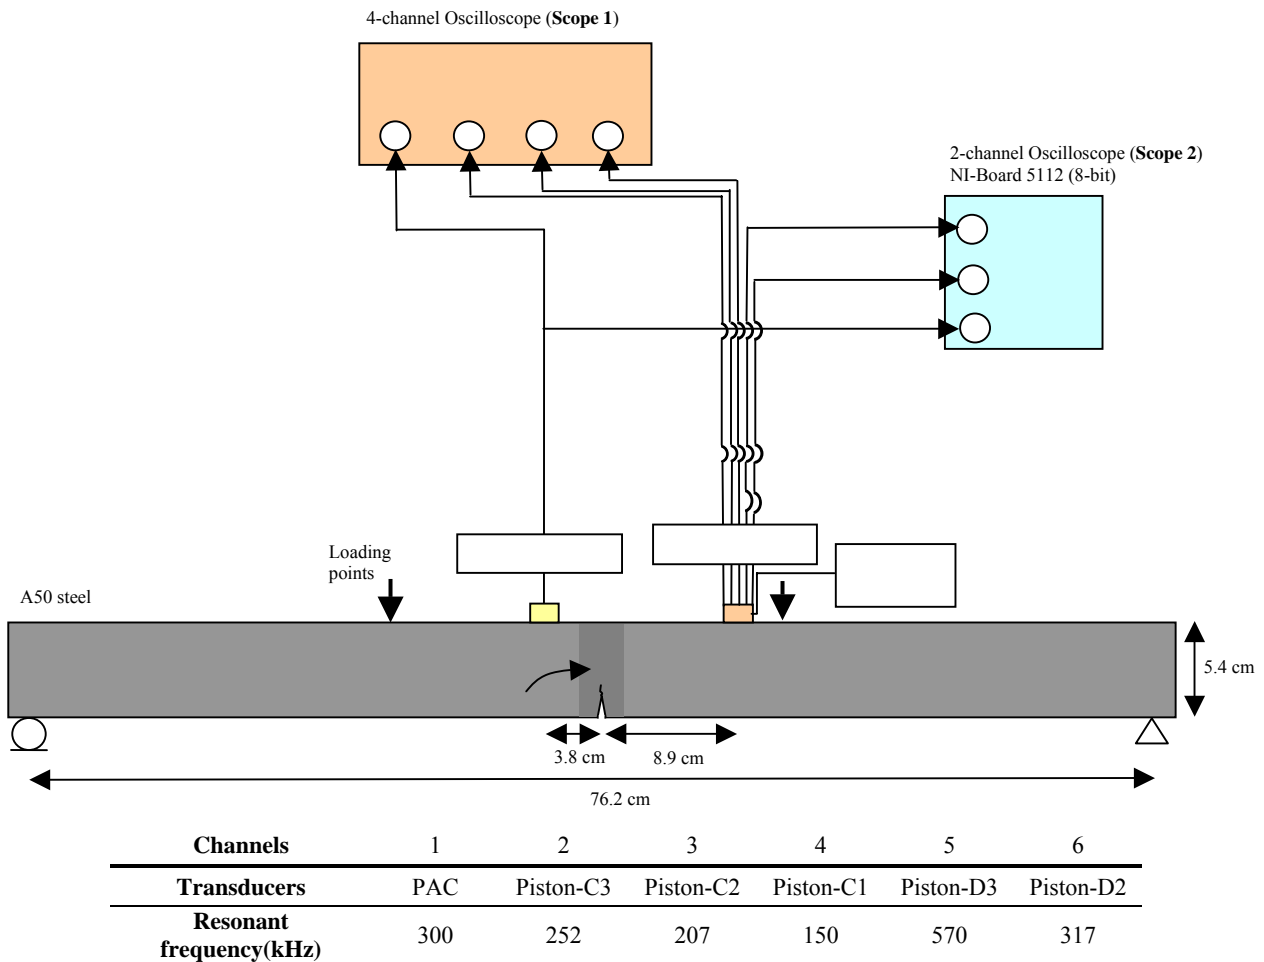 4-channel Oscilloscope (Scope 1)
2-channel Oscilloscope (Scope 2)
NI-Board 5112 (8-bit)
Loading
points
A50 steel
5.4 cm
3.8 cm
8.9 cm
76.2 cm
Channels 1 2 3 4 5 6
Transducers PAC Piston-C3 Piston-C2 Piston-C1 Piston-D3 Piston-D2
Resonant
frequency(kHz) 300 252 207 150 570 317